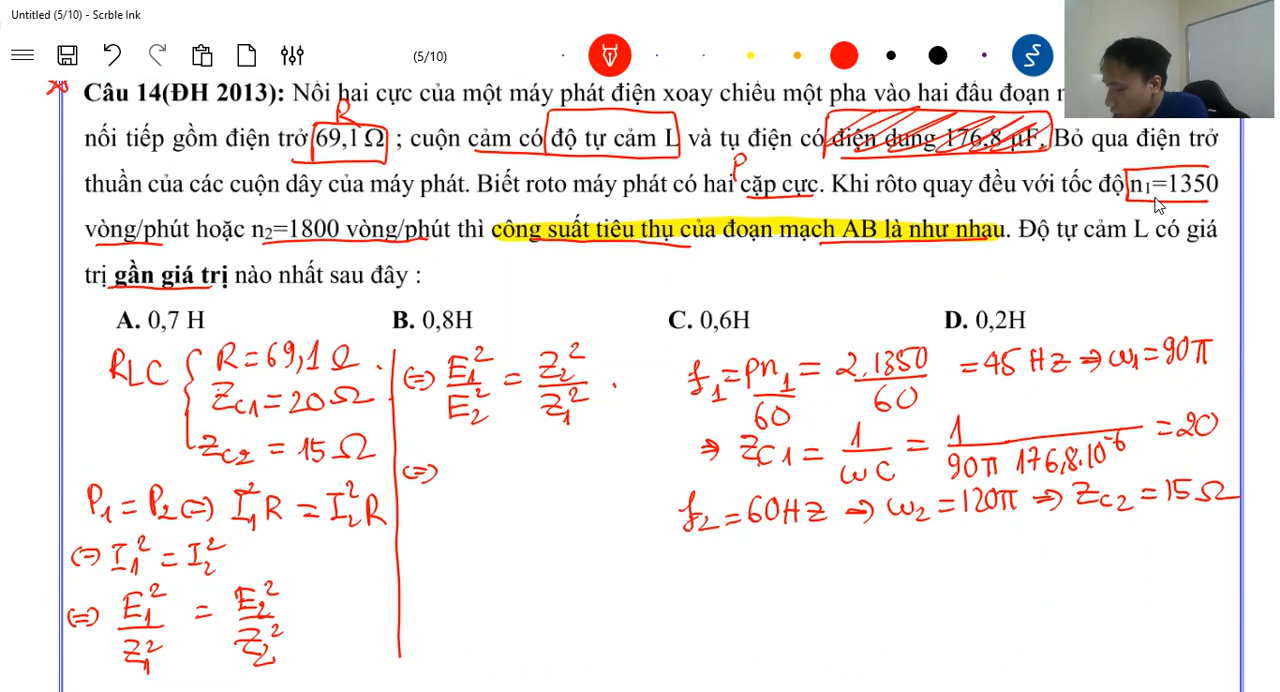 Untitled (5/10) - Scrble Ink
(5/10)
Câu 14(ĐH 2013): Nối hai cực của một máy phát điện xoay chiều một pha vào hai đầu đoạn
R
nối tiếp gồm điện trở 69,1 Ω ; cuộn cảm có độ tự cảm L và tụ điện có điện dung 176,8 μF. Bỏ qua điện trở
P
thuần của các cuộn dây của máy phát. Biết roto máy phát có hai cặp cực. Khi rôto quay đều với tốc độ n₁=1350
vòng/phút hoặc n₂=1800 vòng/phút thì công suất tiêu thụ của đoạn mạch AB là như nhau. Độ tự cảm L có giá
trị gần giá trị nào nhất sau đây :
A. 0,7 H B. 0,8H C. 0,6H D. 0,2H
RLC { R = 69,1 Ω .
Z_C1 = 20 Ω
Z_C2 = 15 Ω
P₁ = P₂ (=) I₁²R = I₂²R
(=) I₁² = I₂²
(=) E₁²/Z₁² = E₂²/Z₂²
(=) E₁²/E₂² = Z₂²/Z₁² .
(=)
f₁ = pn₁/60 = 2.1350/60 = 45 Hz => ω₁ = 90π
=> Z_C1 = 1/ωC = 1/90π 176,8.10⁻⁶ = 20
f₂ = 60Hz => ω₂ = 120π => Z_C2 = 15 Ω